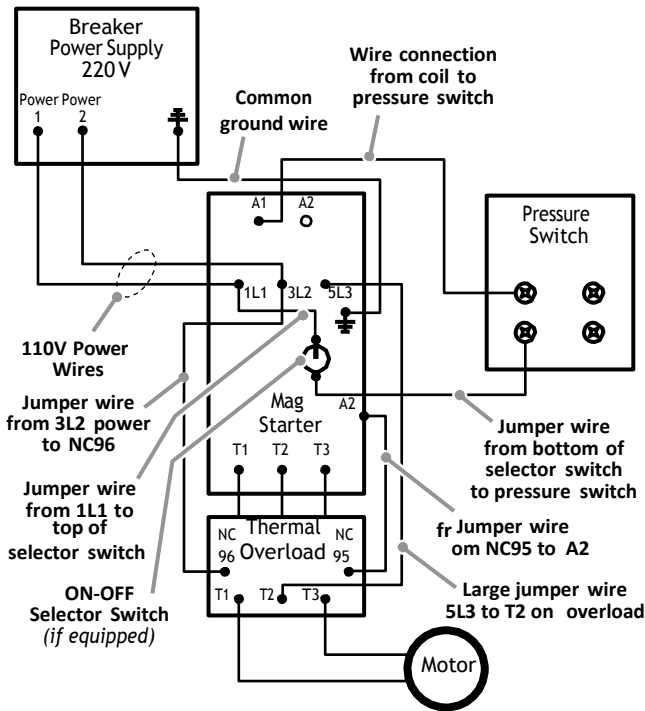 Breaker
Power Supply
220 V
Power Power
1 2
Common
ground wire
Wire connection
from coil to
pressure switch
A1 A2
Pressure
Switch
1L1 3L2 5L3
110V Power
Wires
Jumper wire
from 3L2 power
to NC96
Mag
Starter
A2
Jumper wire
from bottom of
selector switch
to pressure switch
T1 T2 T3
Jumper wire
from 1L1 to
top of
selector switch
Thermal
Overload
NC
96
NC
95
fr Jumper wire
om NC95 to A2
T1 T2 T3
ON-OFF
Selector Switch
(if equipped)
Large jumper wire
5L3 to T2 on overload
Motor